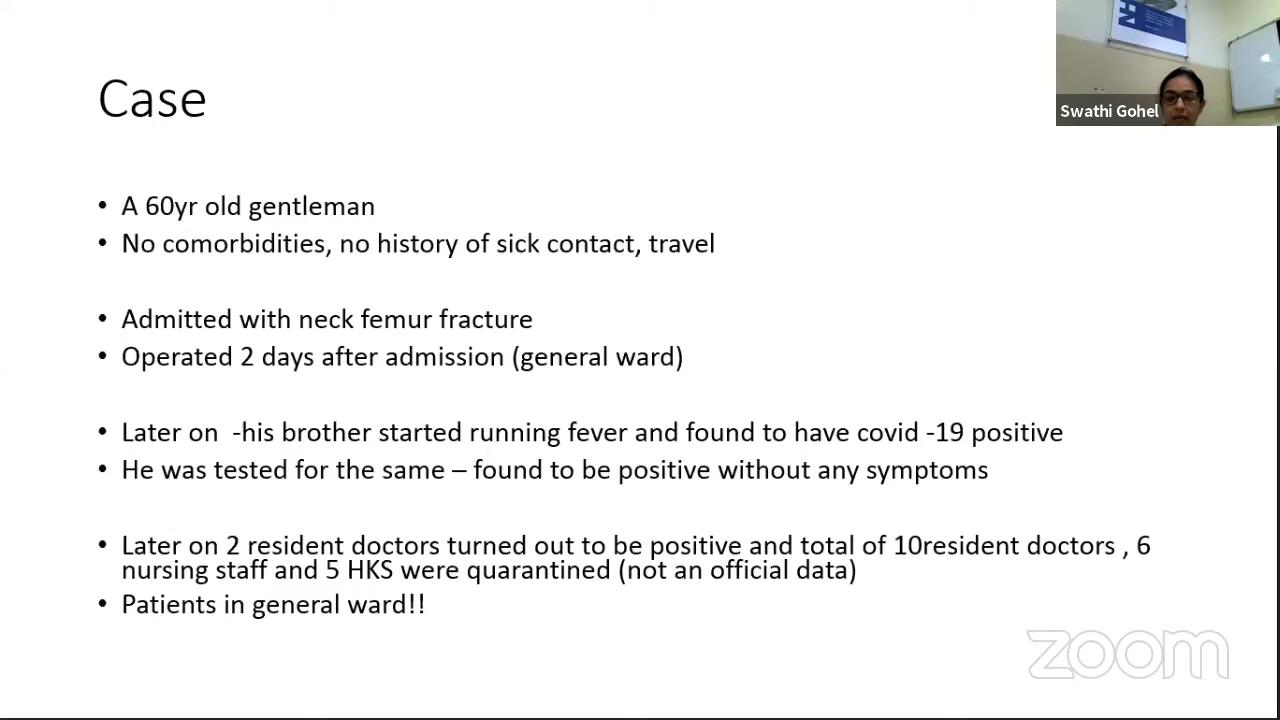 Case
Swathi Gohel
• A 60yr old gentleman
• No comorbidities, no history of sick contact, travel
• Admitted with neck femur fracture
• Operated 2 days after admission (general ward)
• Later on  -his brother started running fever and found to have covid -19 positive
• He was tested for the same – found to be positive without any symptoms
• Later on 2 resident doctors turned out to be positive and total of 10resident doctors , 6
nursing staff and 5 HKS were quarantined (not an official data)
• Patients in general ward!!
zoom